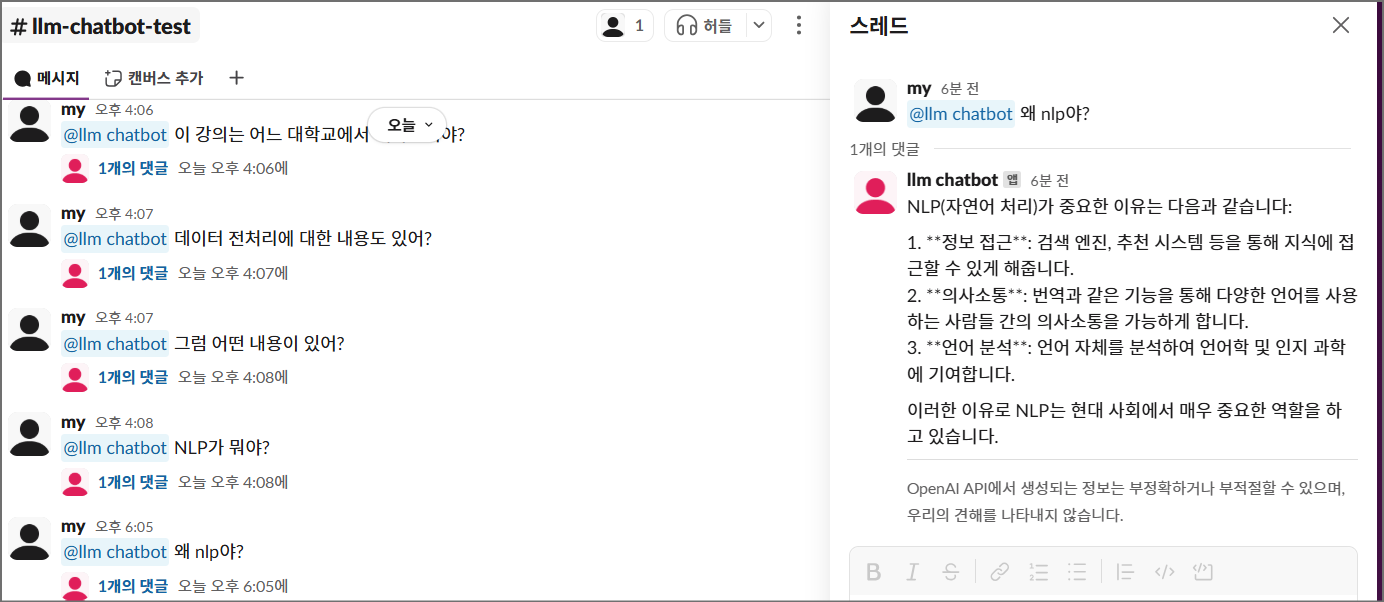 # llm-chatbot-test
1
허들
메시지
캔버스 추가
오늘
my 오후 4:06
@llm chatbot 이 강의는 어느 대학교에서 야?
1개의 댓글 오늘 오후 4:06에
my 오후 4:07
@llm chatbot 데이터 전처리에 대한 내용도 있어?
1개의 댓글 오늘 오후 4:07에
my 오후 4:07
@llm chatbot 그럼 어떤 내용이 있어?
1개의 댓글 오늘 오후 4:08에
my 오후 4:08
@llm chatbot NLP가 뭐야?
1개의 댓글 오늘 오후 4:08에
my 오후 6:05
@llm chatbot 왜 nlp야?
1개의 댓글 오늘 오후 6:05에
스레드
my 6분 전
@llm chatbot 왜 nlp야?
1개의 댓글
llm chatbot 앱 6분 전
NLP(자연어 처리)가 중요한 이유는 다음과 같습니다:
1. **정보 접근**: 검색 엔진, 추천 시스템 등을 통해 지식에 접
근할 수 있게 해줍니다.
2. **의사소통**: 번역과 같은 기능을 통해 다양한 언어를 사용
하는 사람들 간의 의사소통을 가능하게 합니다.
3. **언어 분석**: 언어 자체를 분석하여 언어학 및 인지 과학
에 기여합니다.
이러한 이유로 NLP는 현대 사회에서 매우 중요한 역할을 하
고 있습니다.
OpenAI API에서 생성되는 정보는 부정확하거나 부적절할 수 있으며,
우리의 견해를 나타내지 않습니다.